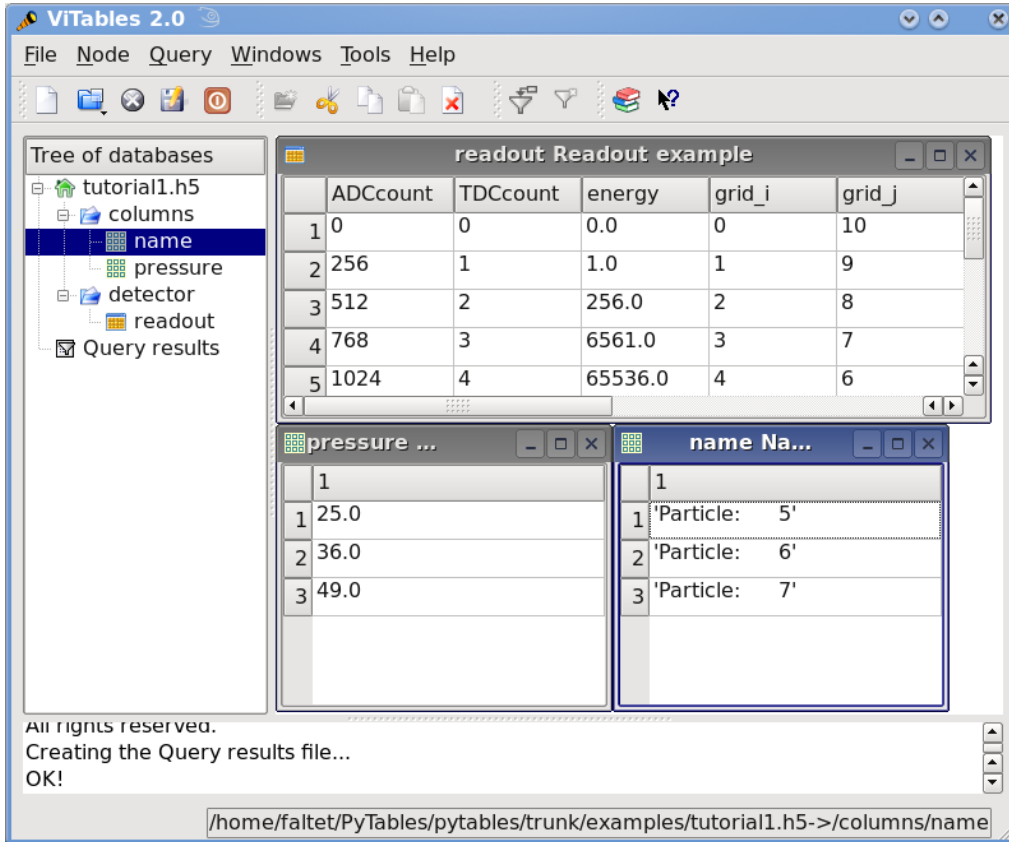 ViTables 2.0
File Node Query Windows Tools Help
Tree of databases
tutorial1.h5
columns
name
pressure
detector
readout
Query results
readout Readout example
ADCcount TDCcount energy grid_i grid_j
1 0 0 0.0 0 10
2 256 1 1.0 1 9
3 512 2 256.0 2 8
4 768 3 6561.0 3 7
5 1024 4 65536.0 4 6
pressure ...
1
1 25.0
2 36.0
3 49.0
name Na...
1
1 'Particle:      5'
2 'Particle:      6'
3 'Particle:      7'
All rights reserved.
Creating the Query results file...
OK!
/home/faltet/PyTables/pytables/trunk/examples/tutorial1.h5->/columns/name